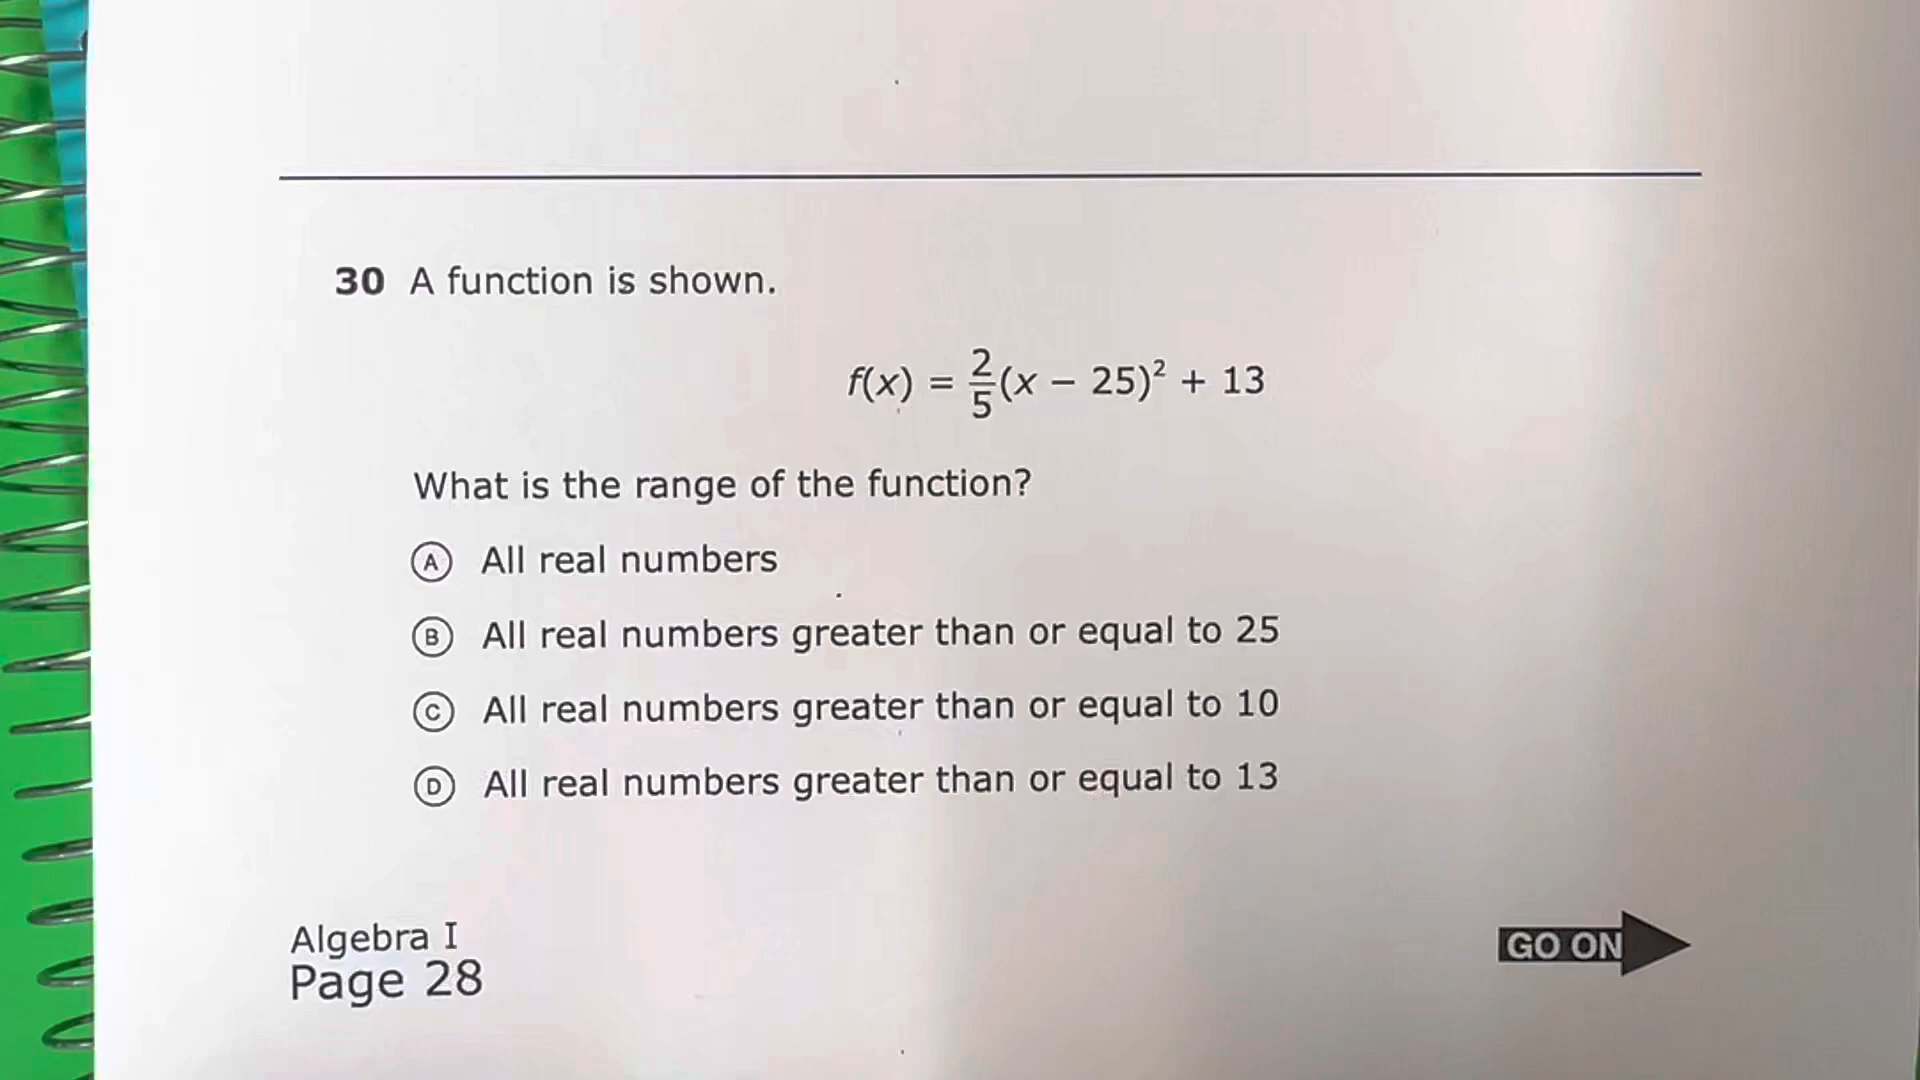 30 A function is shown.
f(x) = 2/5(x − 25)² + 13
What is the range of the function?
Ⓐ All real numbers
Ⓑ All real numbers greater than or equal to 25
Ⓒ All real numbers greater than or equal to 10
Ⓓ All real numbers greater than or equal to 13
Algebra I
Page 28
GO ON